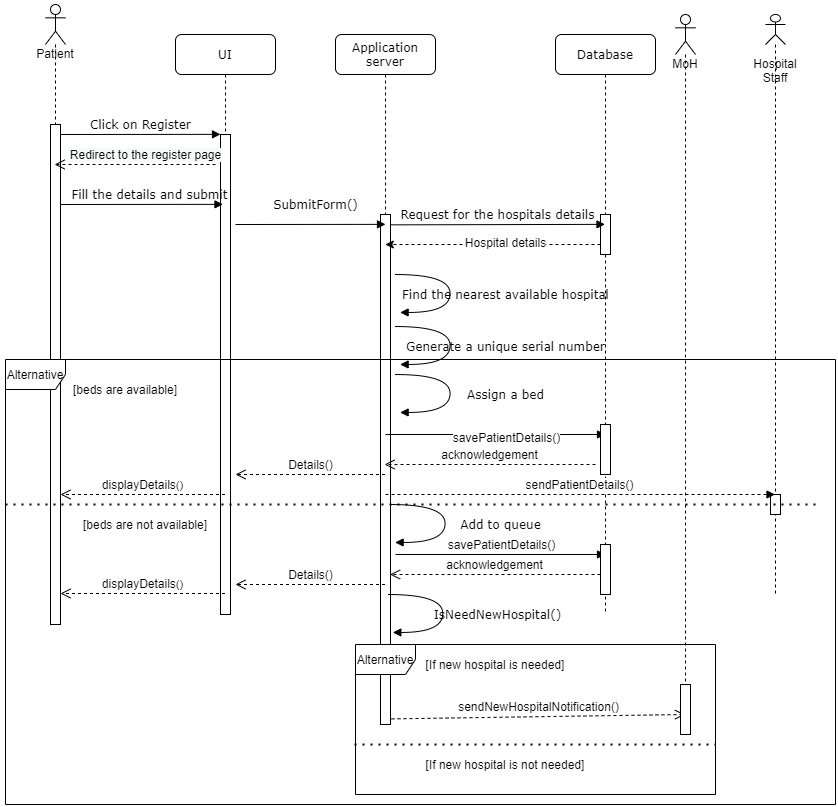 Patient
UI
Application
server
Database
MoH
Hospital
Staff
Click on Register
Redirect to the register page
Fill the details and submit
SubmitForm()
Request for the hospitals details
Hospital details
Find the nearest available hospital
Generate a unique serial number
Alternative
[beds are available]
Assign a bed
savePatientDetails()
acknowledgement
Details()
displayDetails()
sendPatientDetails()
[beds are not available]
Add to queue
savePatientDetails()
acknowledgement
Details()
displayDetails()
IsNeedNewHospital()
Alternative
[If new hospital is needed]
sendNewHospitalNotification()
[If new hospital is not needed]